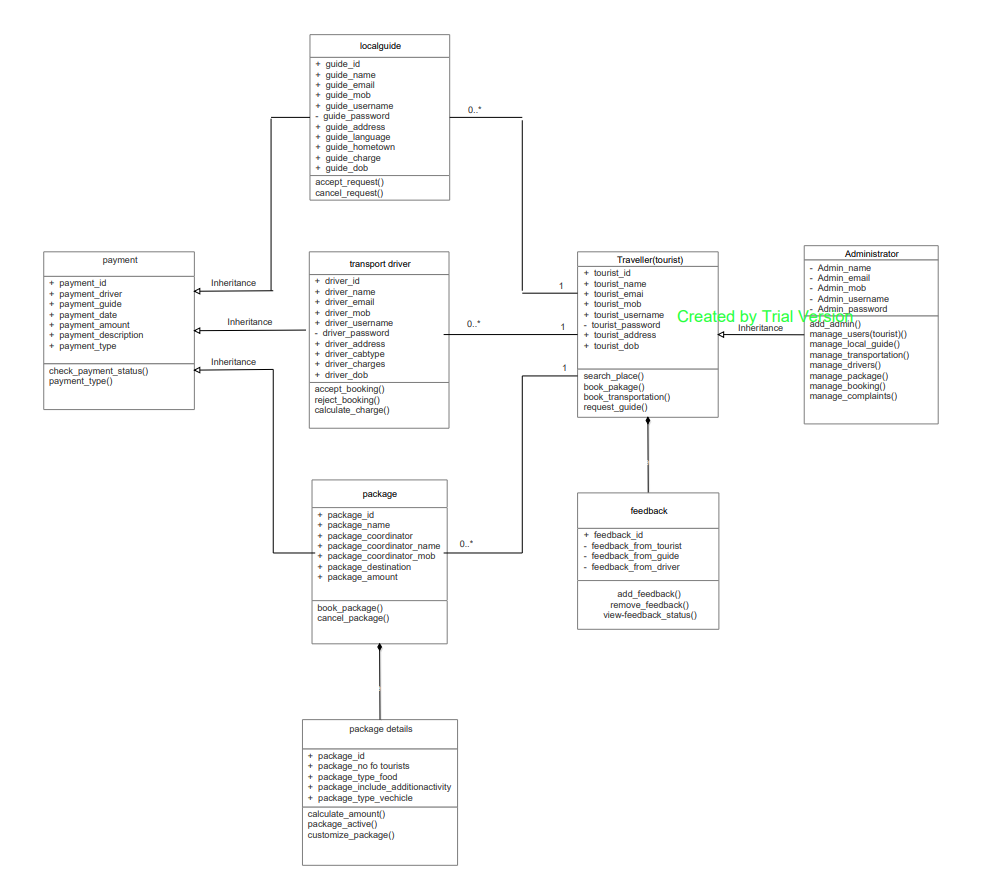 localguide
+ guide_id
+ guide_name
+ guide_email
+ guide_mob
+ guide_username
- guide_password
+ guide_address
+ guide_language
+ guide_hometown
+ guide_charge
+ guide_dob
accept_request()
cancel_request()
0..*
payment
+ payment_id
+ payment_driver
+ payment_guide
+ payment_date
+ payment_amount
+ payment_description
+ payment_type
check_payment_status()
payment_type()
Inheritance
Inheritance
Inheritance
transport driver
+ driver_id
+ driver_name
+ driver_email
+ driver_mob
+ driver_username
- driver_password
+ driver_address
+ driver_cabtype
+ driver_charges
+ driver_dob
accept_booking()
reject_booking()
calculate_charge()
0..*
1
1
1
Traveller(tourist)
+ tourist_id
+ tourist_name
+ tourist_emai
+ tourist_mob
+ tourist_username
- tourist_password
+ tourist_address
+ tourist_dob
search_place()
book_pakage()
book_transportation()
request_guide()
Created by Trial Version
Inheritance
Administrator
- Admin_name
- Admin_email
- Admin_mob
- Admin_username
- Admin_password
add_admin()
manage_users(tourist)()
manage_local_guide()
manage_transportation()
manage_drivers()
manage_package()
manage_booking()
manage_complaints()
package
+ package_id
+ package_name
+ package_coordinator
+ package_coordinator_name
+ package_coordinator_mob
+ package_destination
+ package_amount
book_package()
cancel_package()
0..*
feedback
+ feedback_id
- feedback_from_tourist
- feedback_from_guide
- feedback_from_driver
add_feedback()
remove_feedback()
view-feedback_status()
package details
+ package_id
+ package_no fo tourists
+ package_type_food
+ package_include_additionactivity
+ package_type_vechicle
calculate_amount()
package_active()
customize_package()